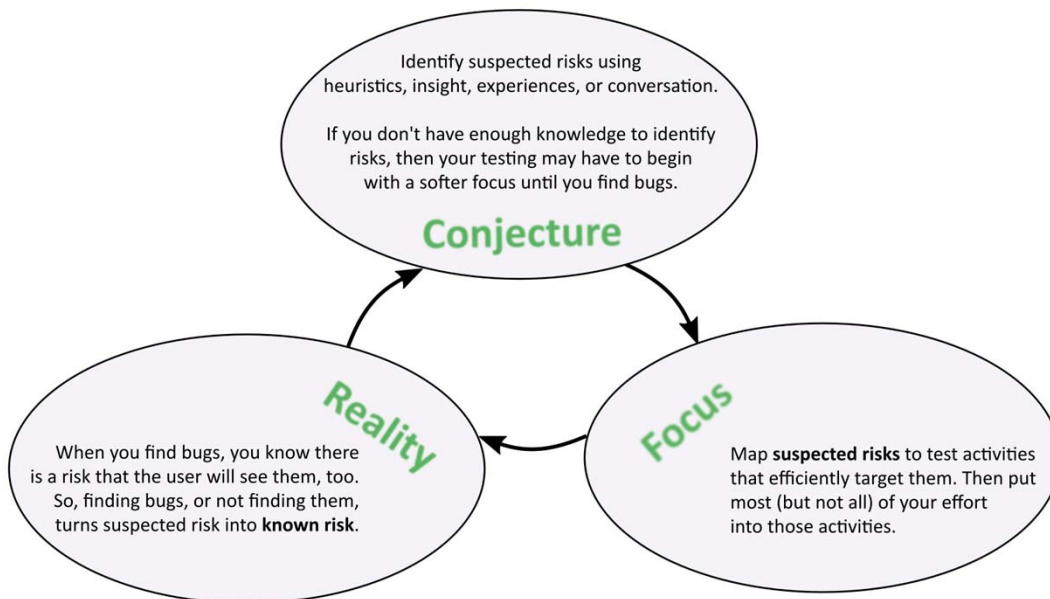 Identify suspected risks using
heuristics, insight, experiences, or conversation.
If you don't have enough knowledge to identify
risks, then your testing may have to begin
with a softer focus until you find bugs.
Conjecture
Focus
Map suspected risks to test activities
that efficiently target them. Then put
most (but not all) of your effort
into those activities.
Reality
When you find bugs, you know there
is a risk that the user will see them, too.
So, finding bugs, or not finding them,
turns suspected risk into known risk.